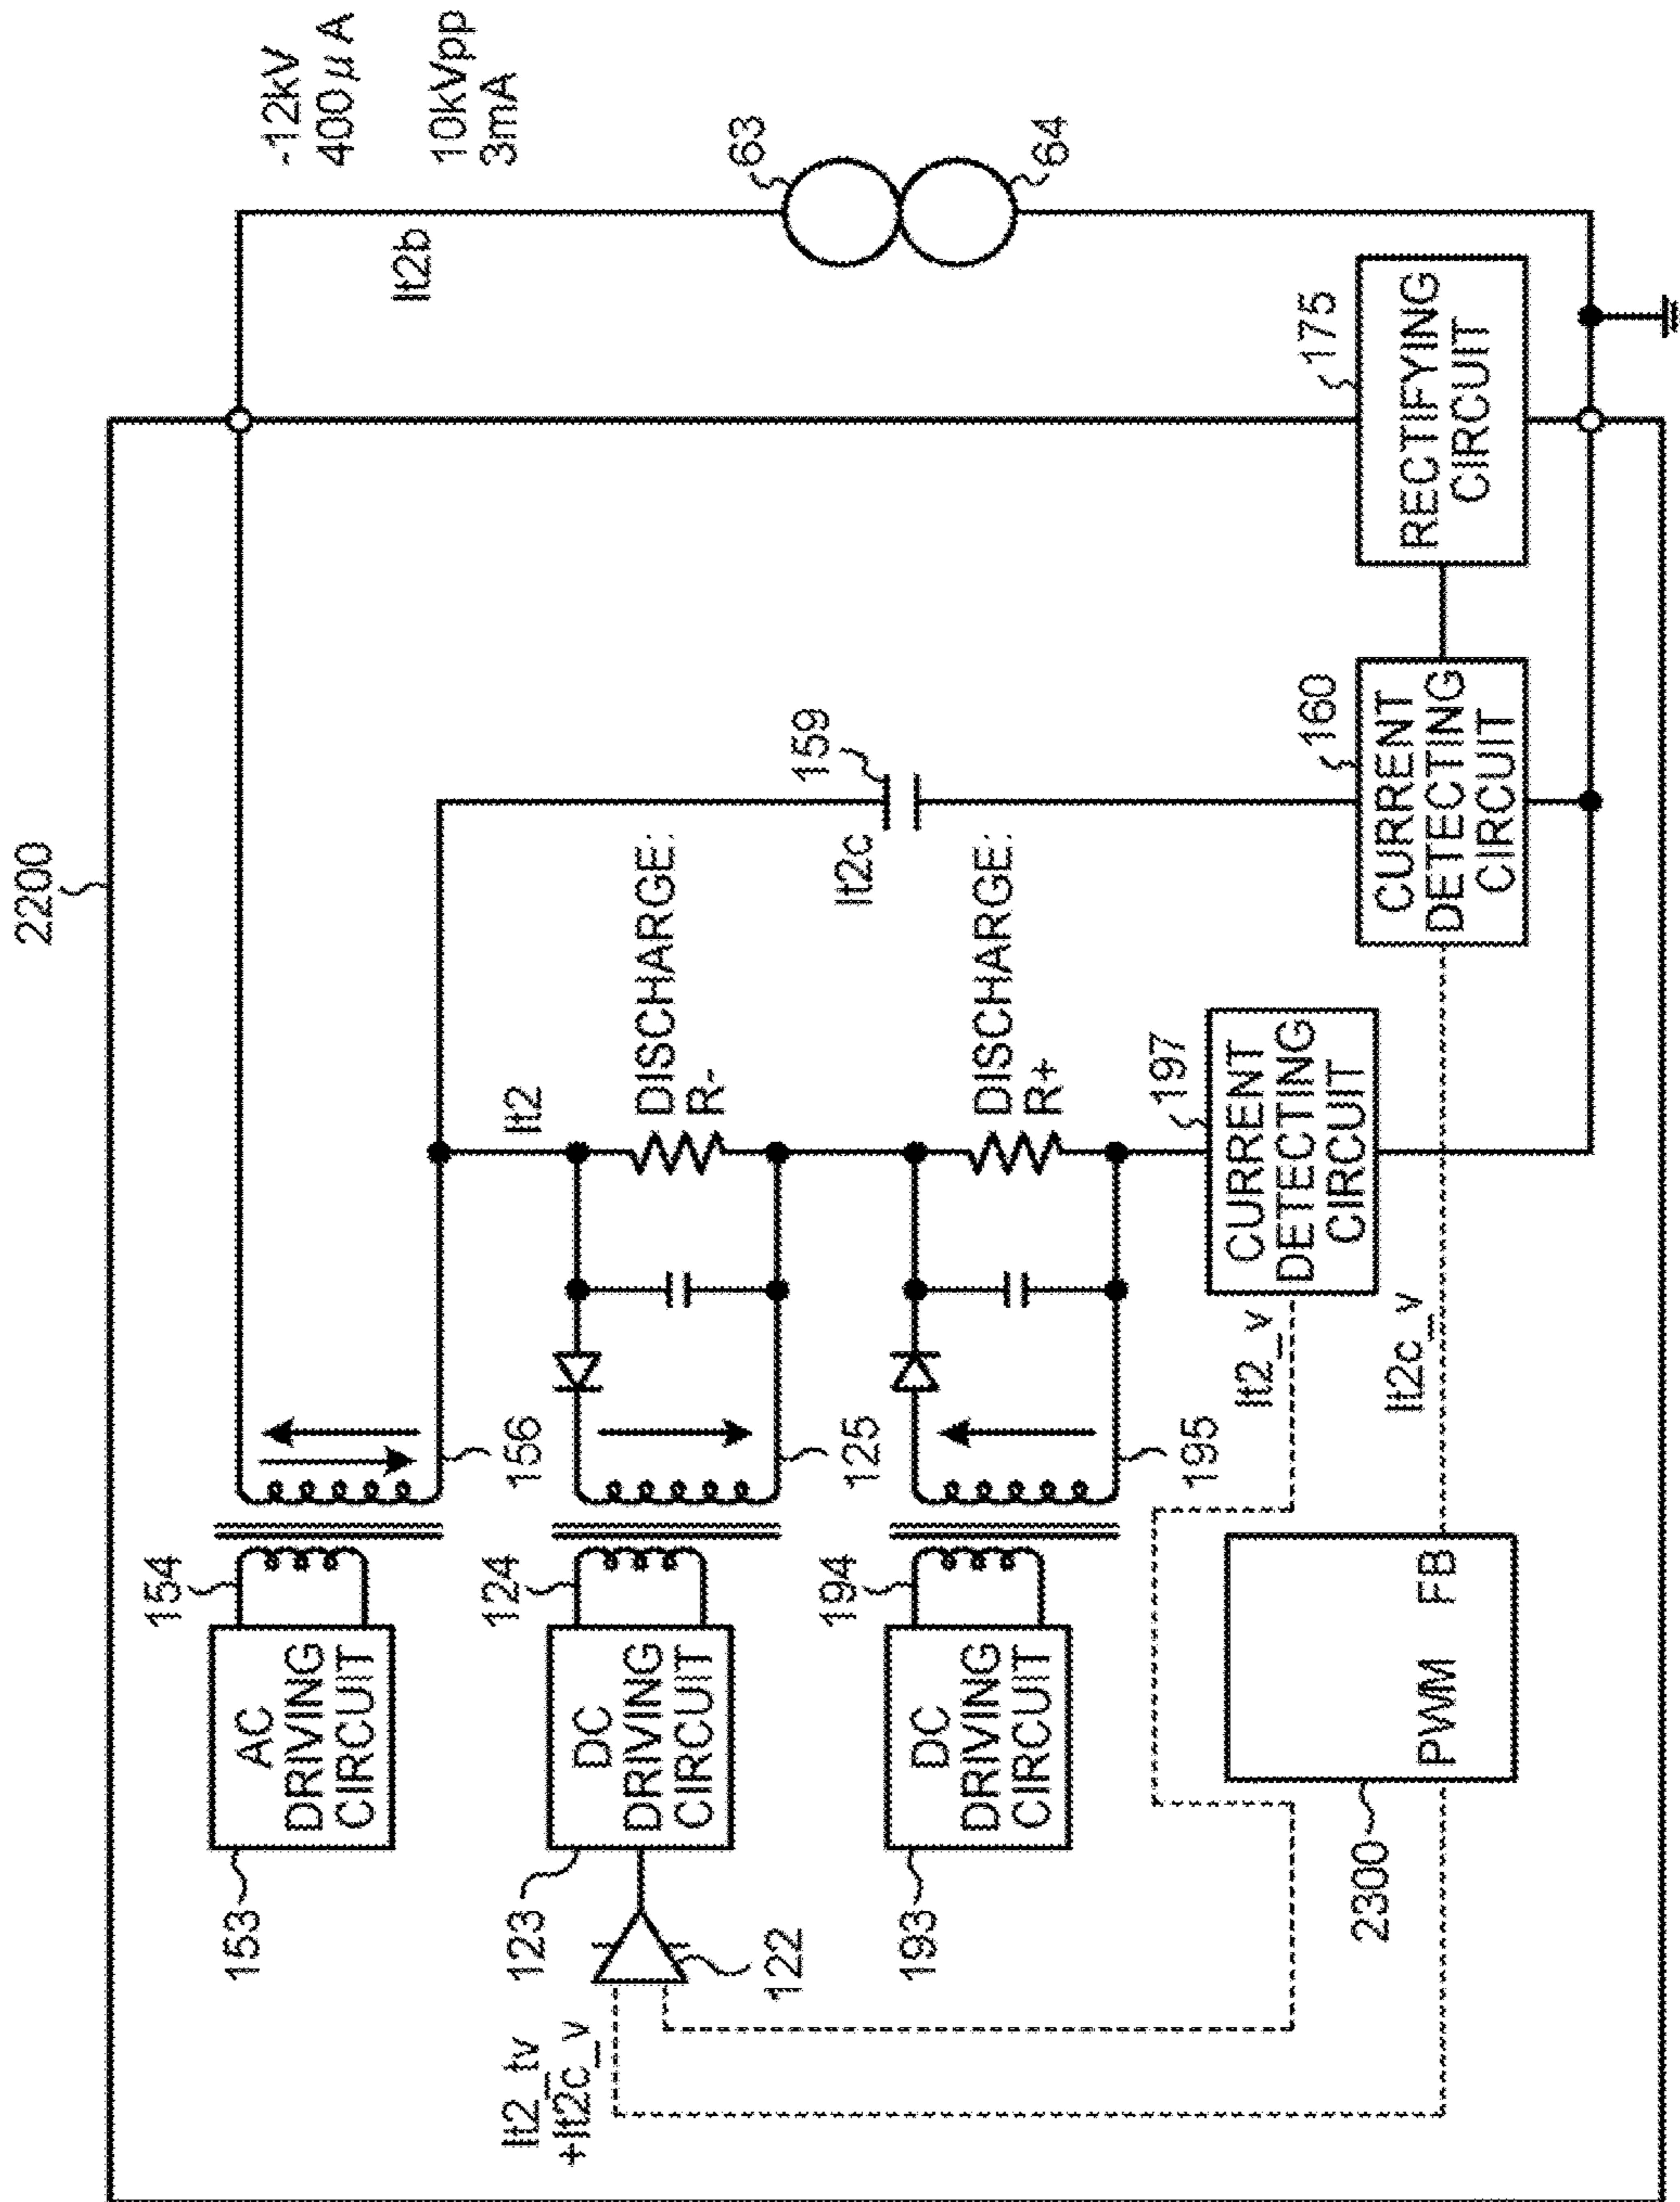 2200
-12kV
400μA
10kVpp
3mA
154
AC
DRIVING
CIRCUIT
153
156
It2b
63
64
124
DC
DRIVING
CIRCUIT
123
122
It2_tv
+It2c_v
125
It2
DISCHARGE:
R-
It2c
159
194
DC
DRIVING
CIRCUIT
193
195
DISCHARGE:
R+
197
CURRENT
DETECTING
CIRCUIT
It2_v
160
CURRENT
DETECTING
CIRCUIT
It2c_v
175
RECTIFYING
CIRCUIT
2300
PWM FB